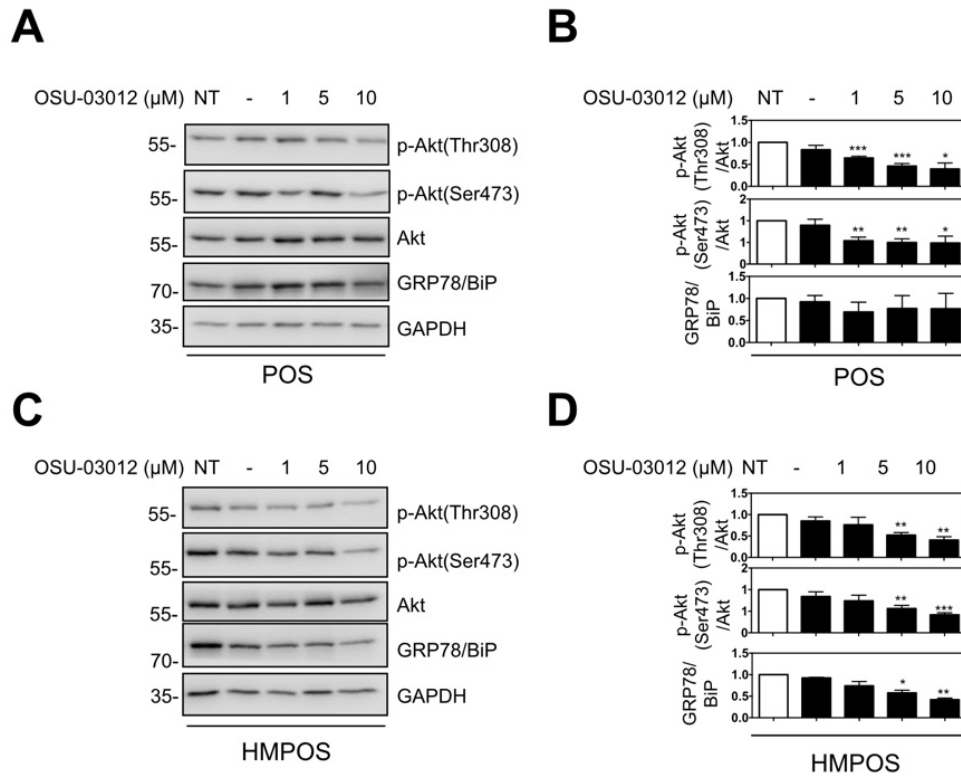 A
OSU-03012 (µM) NT - 1 5 10
55- p-Akt(Thr308)
55- p-Akt(Ser473)
55- Akt
70- GRP78/BiP
35- GAPDH
POS
B
OSU-03012 (µM) NT - 1 5 10
p-Akt (Thr308) /Akt
1.5
1.0
0.5
0.0
*** *** *
p-Akt (Ser473) /Akt
2
1
1
0
** ** *
GRP78/ BiP
1.5
1.0
0.5
0.0
POS
C
OSU-03012 (µM) NT - 1 5 10
55- p-Akt(Thr308)
55- p-Akt(Ser473)
55- Akt
70- GRP78/BiP
35- GAPDH
HMPOS
D
OSU-03012 (µM) NT - 1 5 10
p-Akt (Thr308) /Akt
1.5
1.0
0.5
0.0
** **
p-Akt (Ser473) /Akt
2
1
1
0
** ***
GRP78/ BiP
1.5
1.0
0.5
0.0
* **
HMPOS